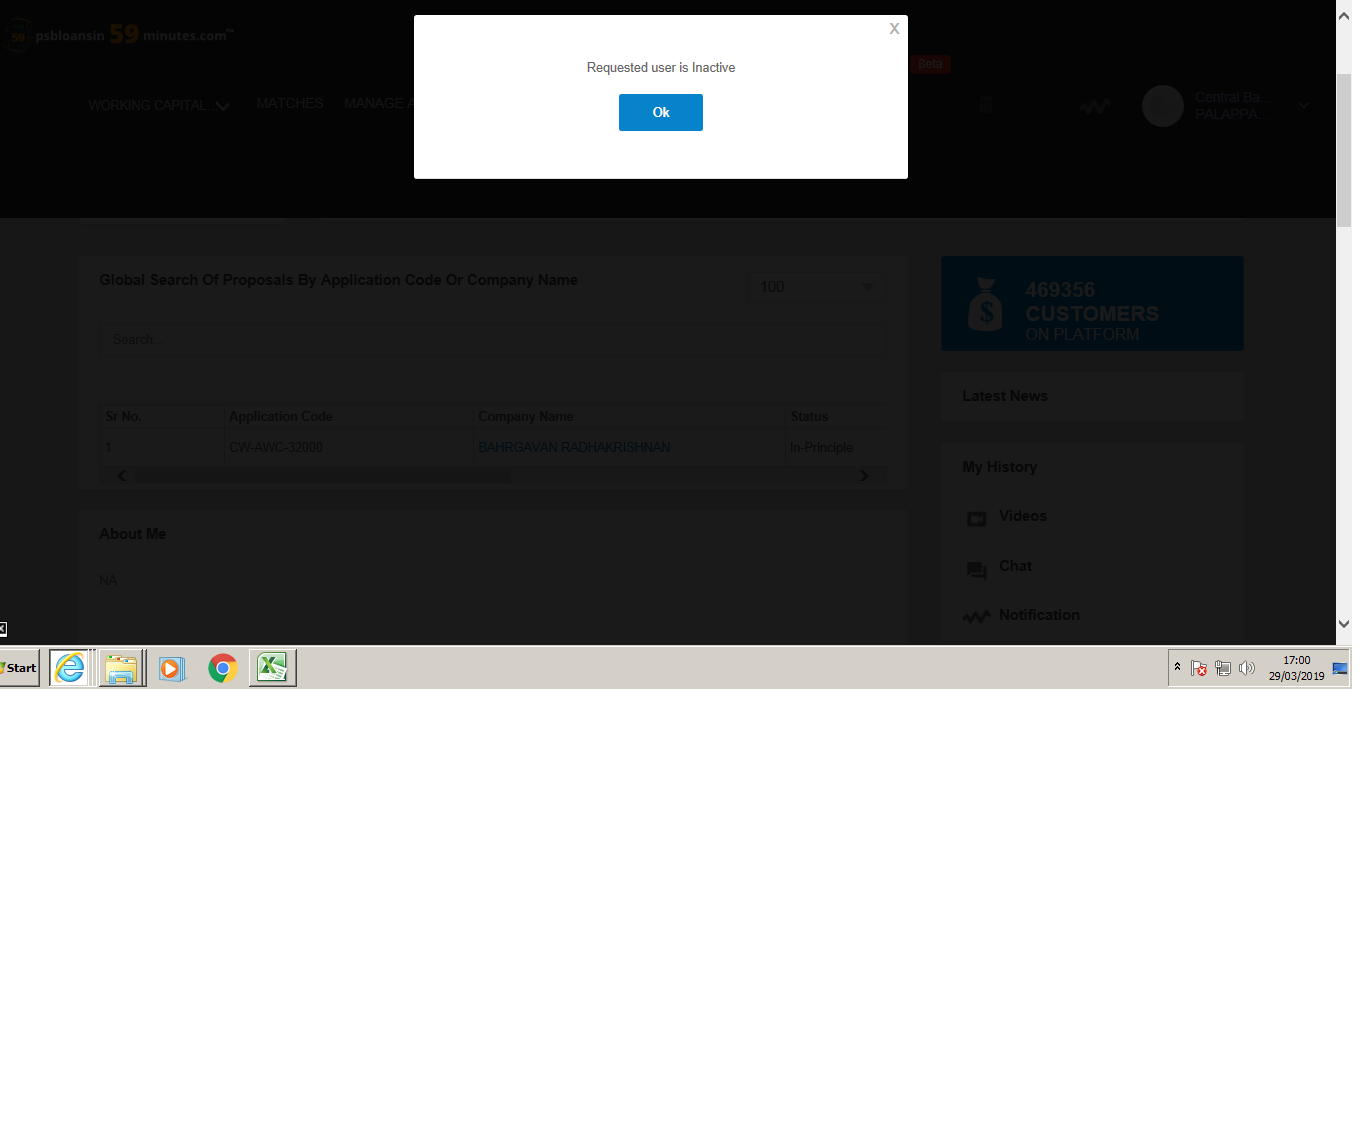 59 psbloansin 59 minutes.com™
X
Requested user is Inactive
Ok
Beta
WORKING CAPITAL...
MATCHES
MANAGE A
Central Ba...
PALAPPA...
Global Search Of Proposals By Application Code Or Company Name
100
Search...
Sr No. Application Code Company Name Status
1 CW-AWC-32000 BAHRGAVAN RADHAKRISHNAN In-Principle
About Me
NA
469356
CUSTOMERS
ON PLATFORM
Latest News
My History
Videos
Chat
Notification
Start
17:00
29/03/2019